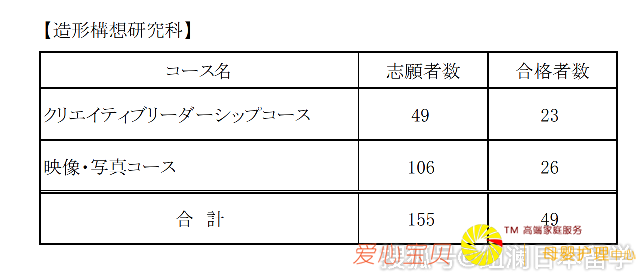 【造形構想研究科】
コース名 志願者数 合格者数
クリエイティブリーダーシップコース 49 23
映像・写真コース 106 26
合 計 155 49
TM 高端家庭服务
爱心宝贝 母婴护理中心